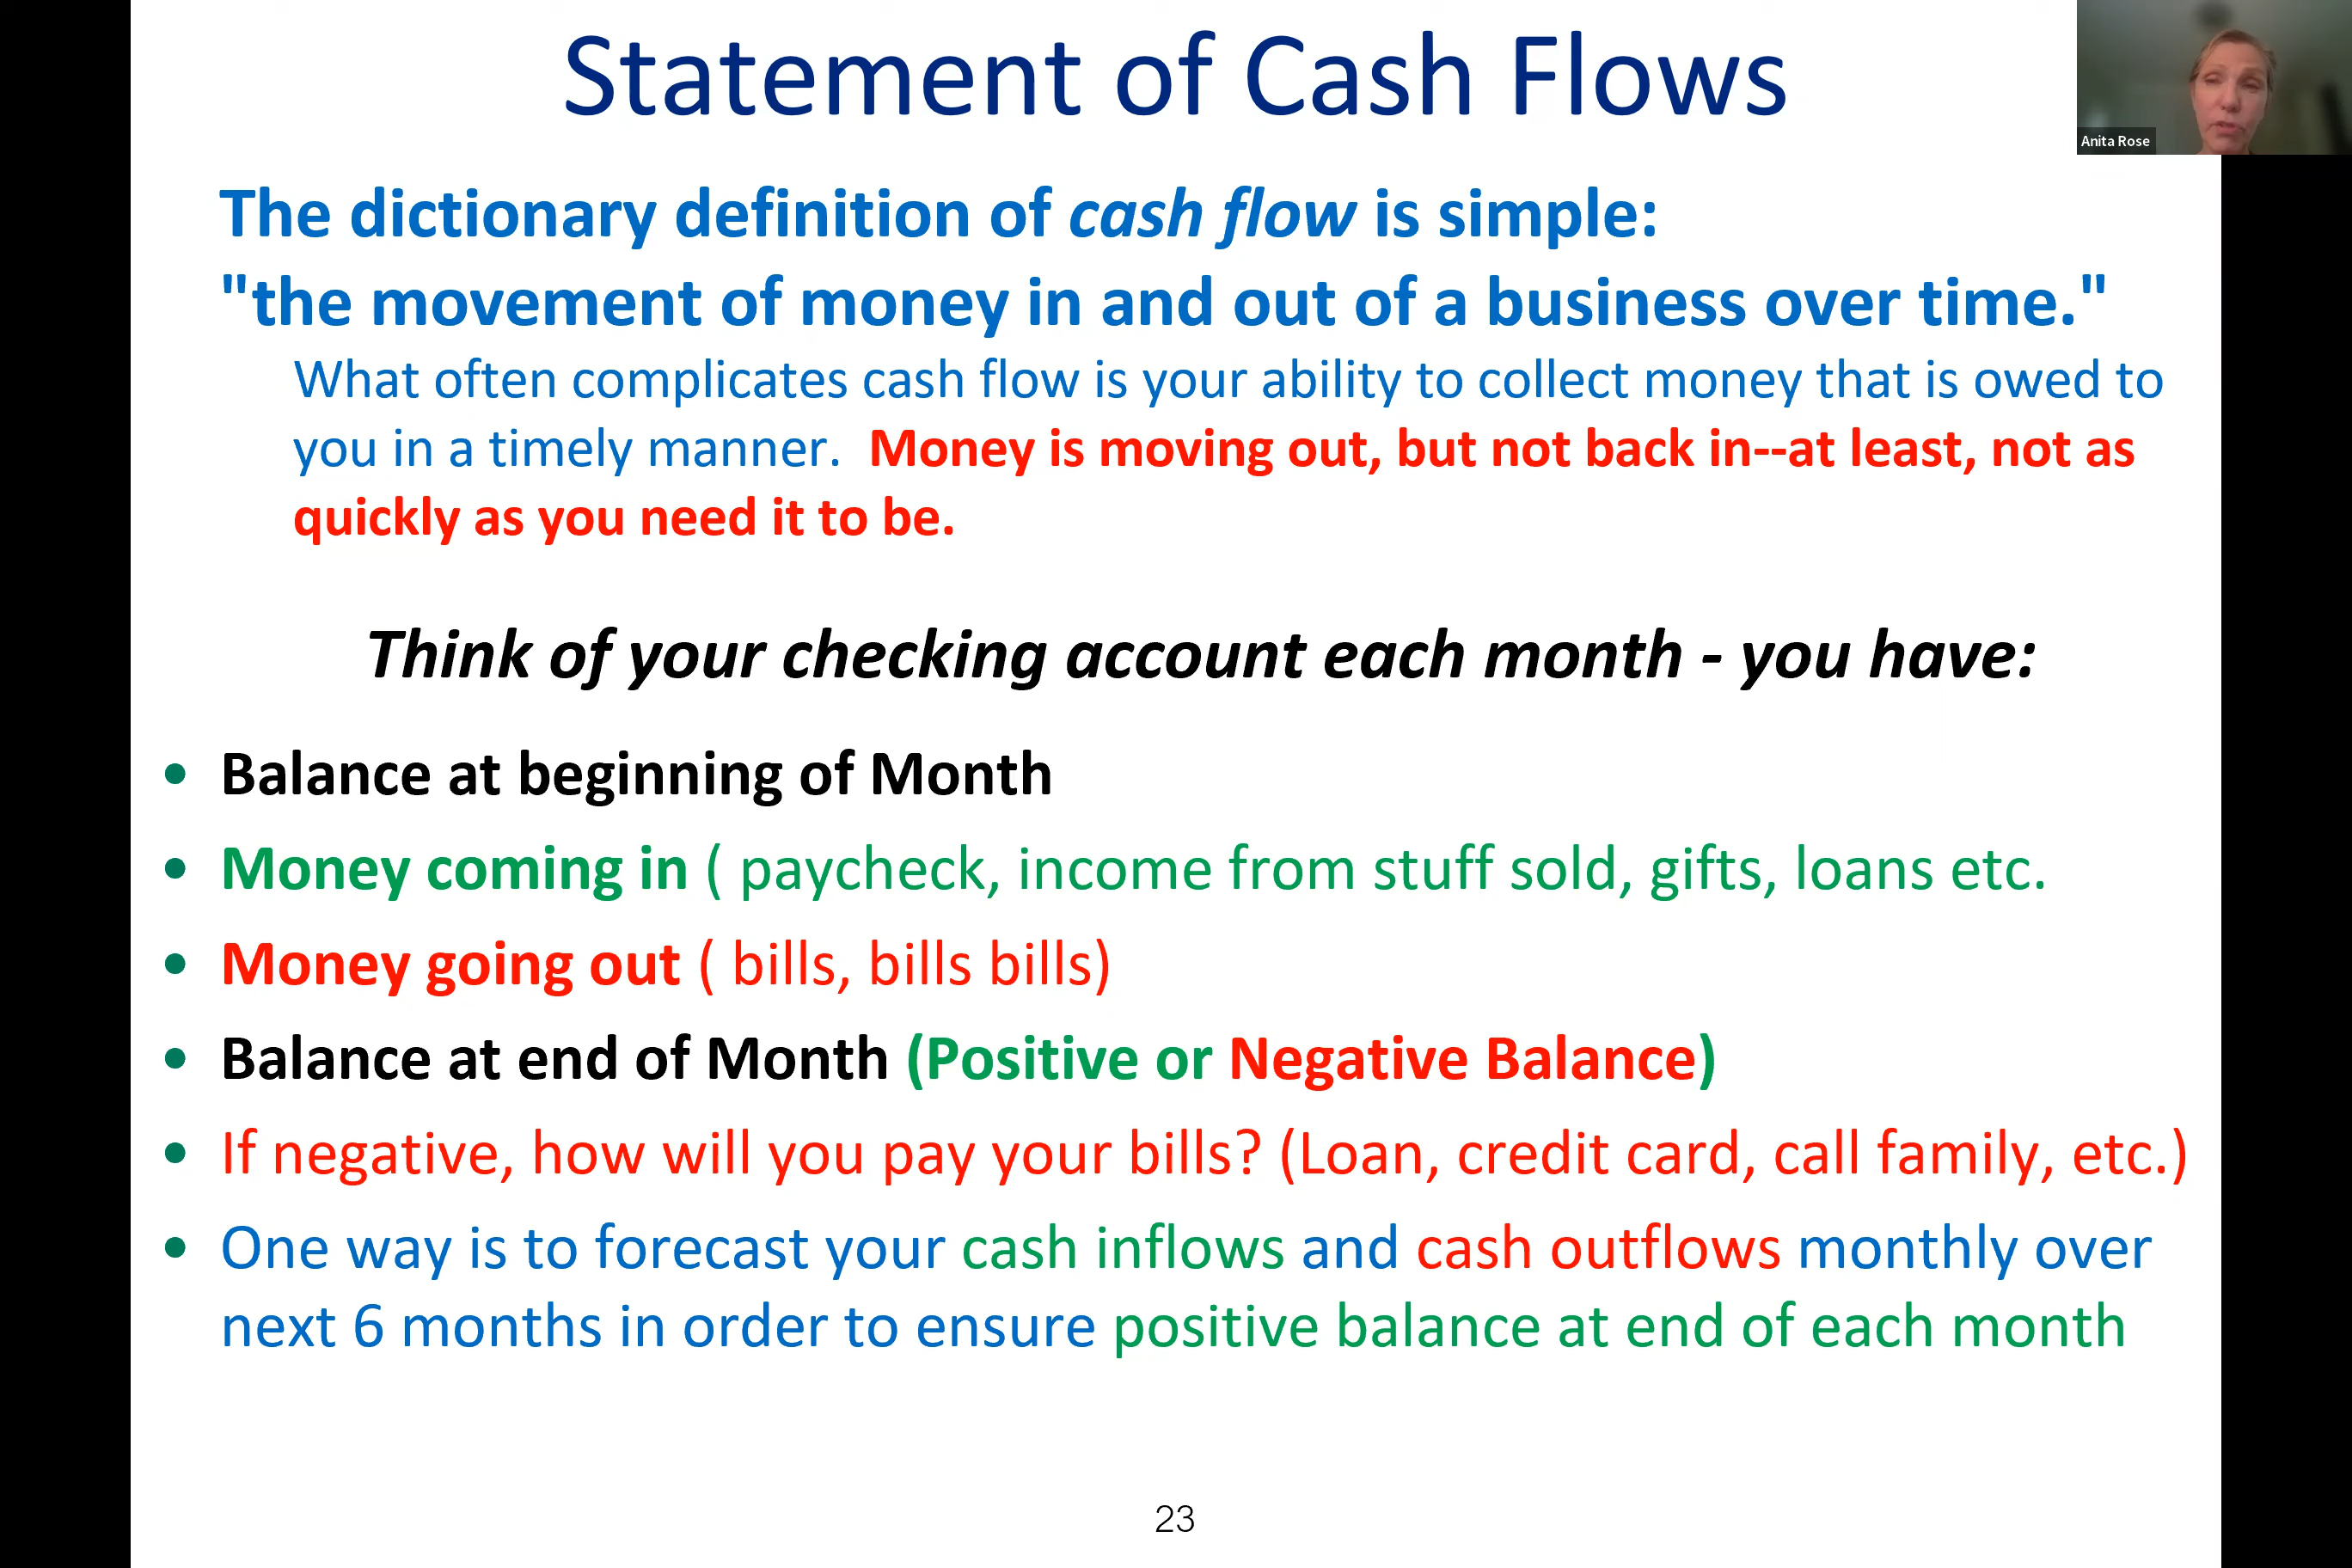 Statement of Cash Flows
Anita Rose
The dictionary definition of cash flow is simple:
"the movement of money in and out of a business over time."
What often complicates cash flow is your ability to collect money that is owed to
you in a timely manner.  Money is moving out, but not back in--at least, not as
quickly as you need it to be.
Think of your checking account each month - you have:
• Balance at beginning of Month
• Money coming in ( paycheck, income from stuff sold, gifts, loans etc.
• Money going out ( bills, bills bills)
• Balance at end of Month (Positive or Negative Balance)
• If negative, how will you pay your bills? (Loan, credit card, call family, etc.)
• One way is to forecast your cash inflows and cash outflows monthly over
next 6 months in order to ensure positive balance at end of each month
23